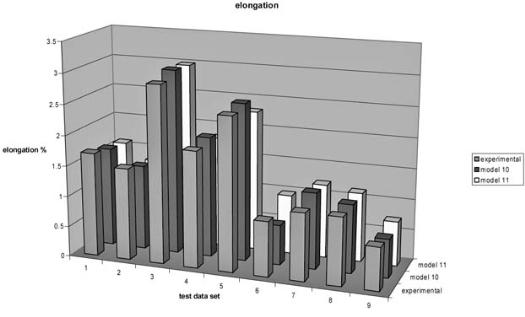 elongation
3.5
3
2.5
2
1.5
1
0.5
0
elongation %
1
2
3
4
5
6
7
8
9
test data set
experimental
model 10
model 11
model 11
model 10
experimental